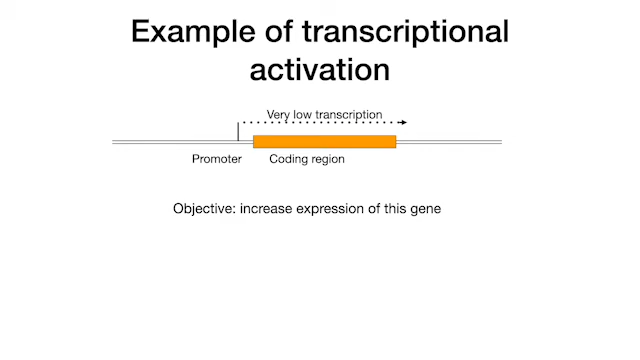 Example of transcriptional
activation
Very low transcription
Promoter
Coding region
Objective: increase expression of this gene